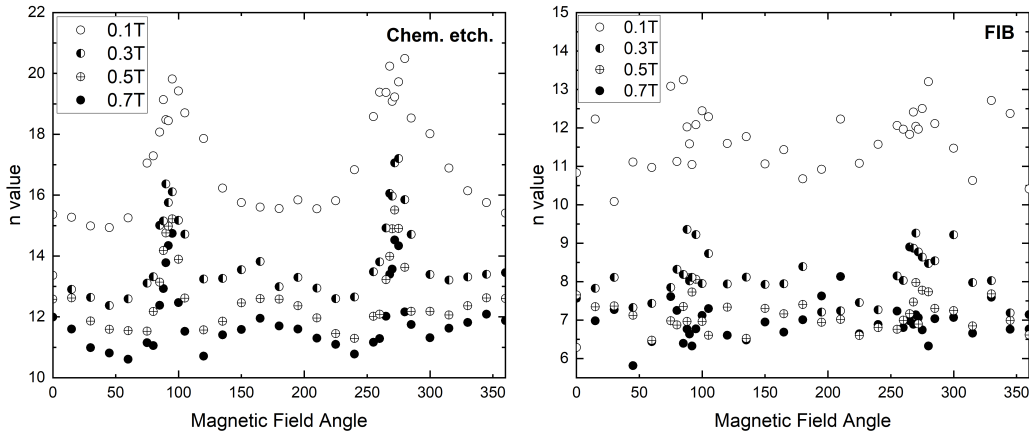 22
20
18
16
14
12
10
n value
0.1T
0.3T
0.5T
0.7T
Chem. etch.
0 50 100 150 200 250 300 350
Magnetic Field Angle
15
14
13
12
11
10
9
8
7
6
5
n value
0.1T
0.3T
0.5T
0.7T
FIB
0 50 100 150 200 250 300 350
Magnetic Field Angle